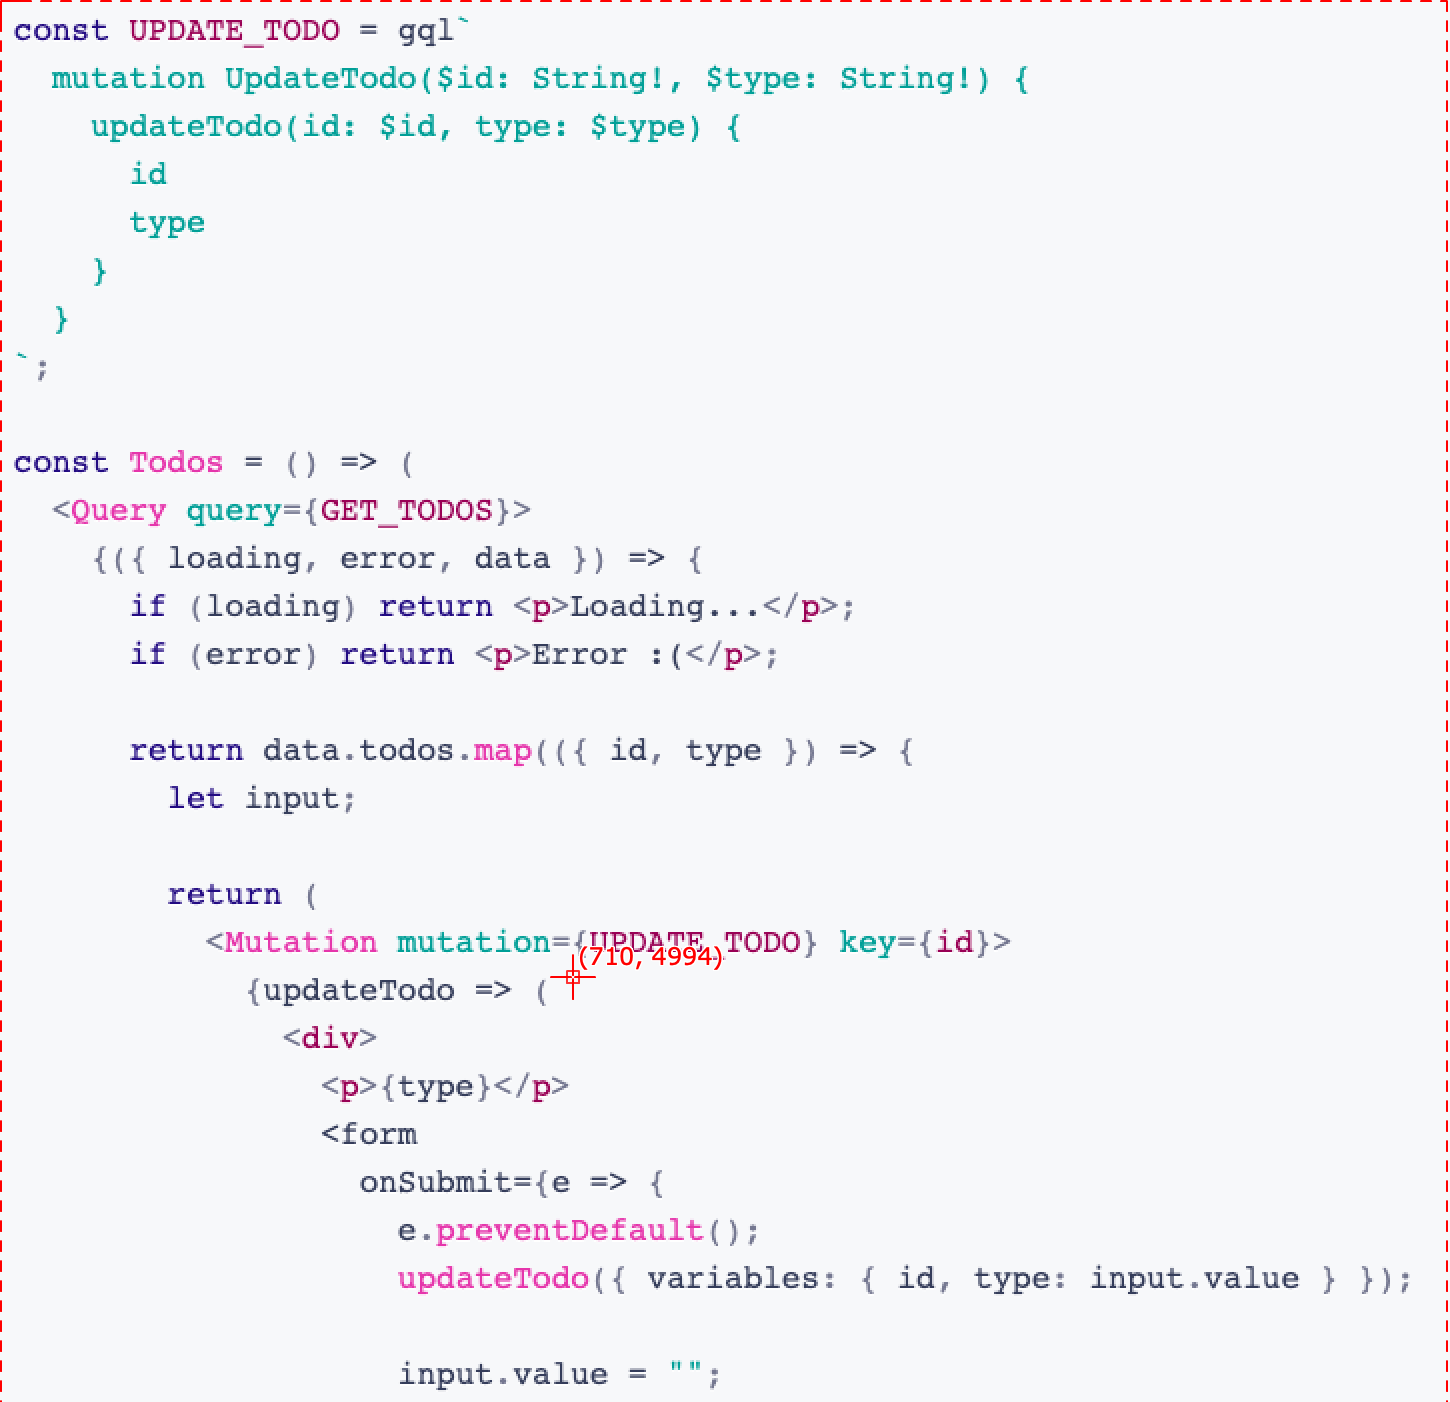 const UPDATE_TODO = gql`
  mutation UpdateTodo($id: String!, $type: String!) {
    updateTodo(id: $id, type: $type) {
      id
      type
    }
  }
`;

const Todos = () => (
  <Query query={GET_TODOS}>
    {({ loading, error, data }) => {
      if (loading) return <p>Loading...</p>;
      if (error) return <p>Error :(</p>;

      return data.todos.map(({ id, type }) => {
        let input;

        return (
          <Mutation mutation={UPDATE_TODO} key={id}>
(710, 4994)
            {updateTodo => (
              <div>
                <p>{type}</p>
                <form
                  onSubmit={e => {
                    e.preventDefault();
                    updateTodo({ variables: { id, type: input.value } });

                    input.value = "";